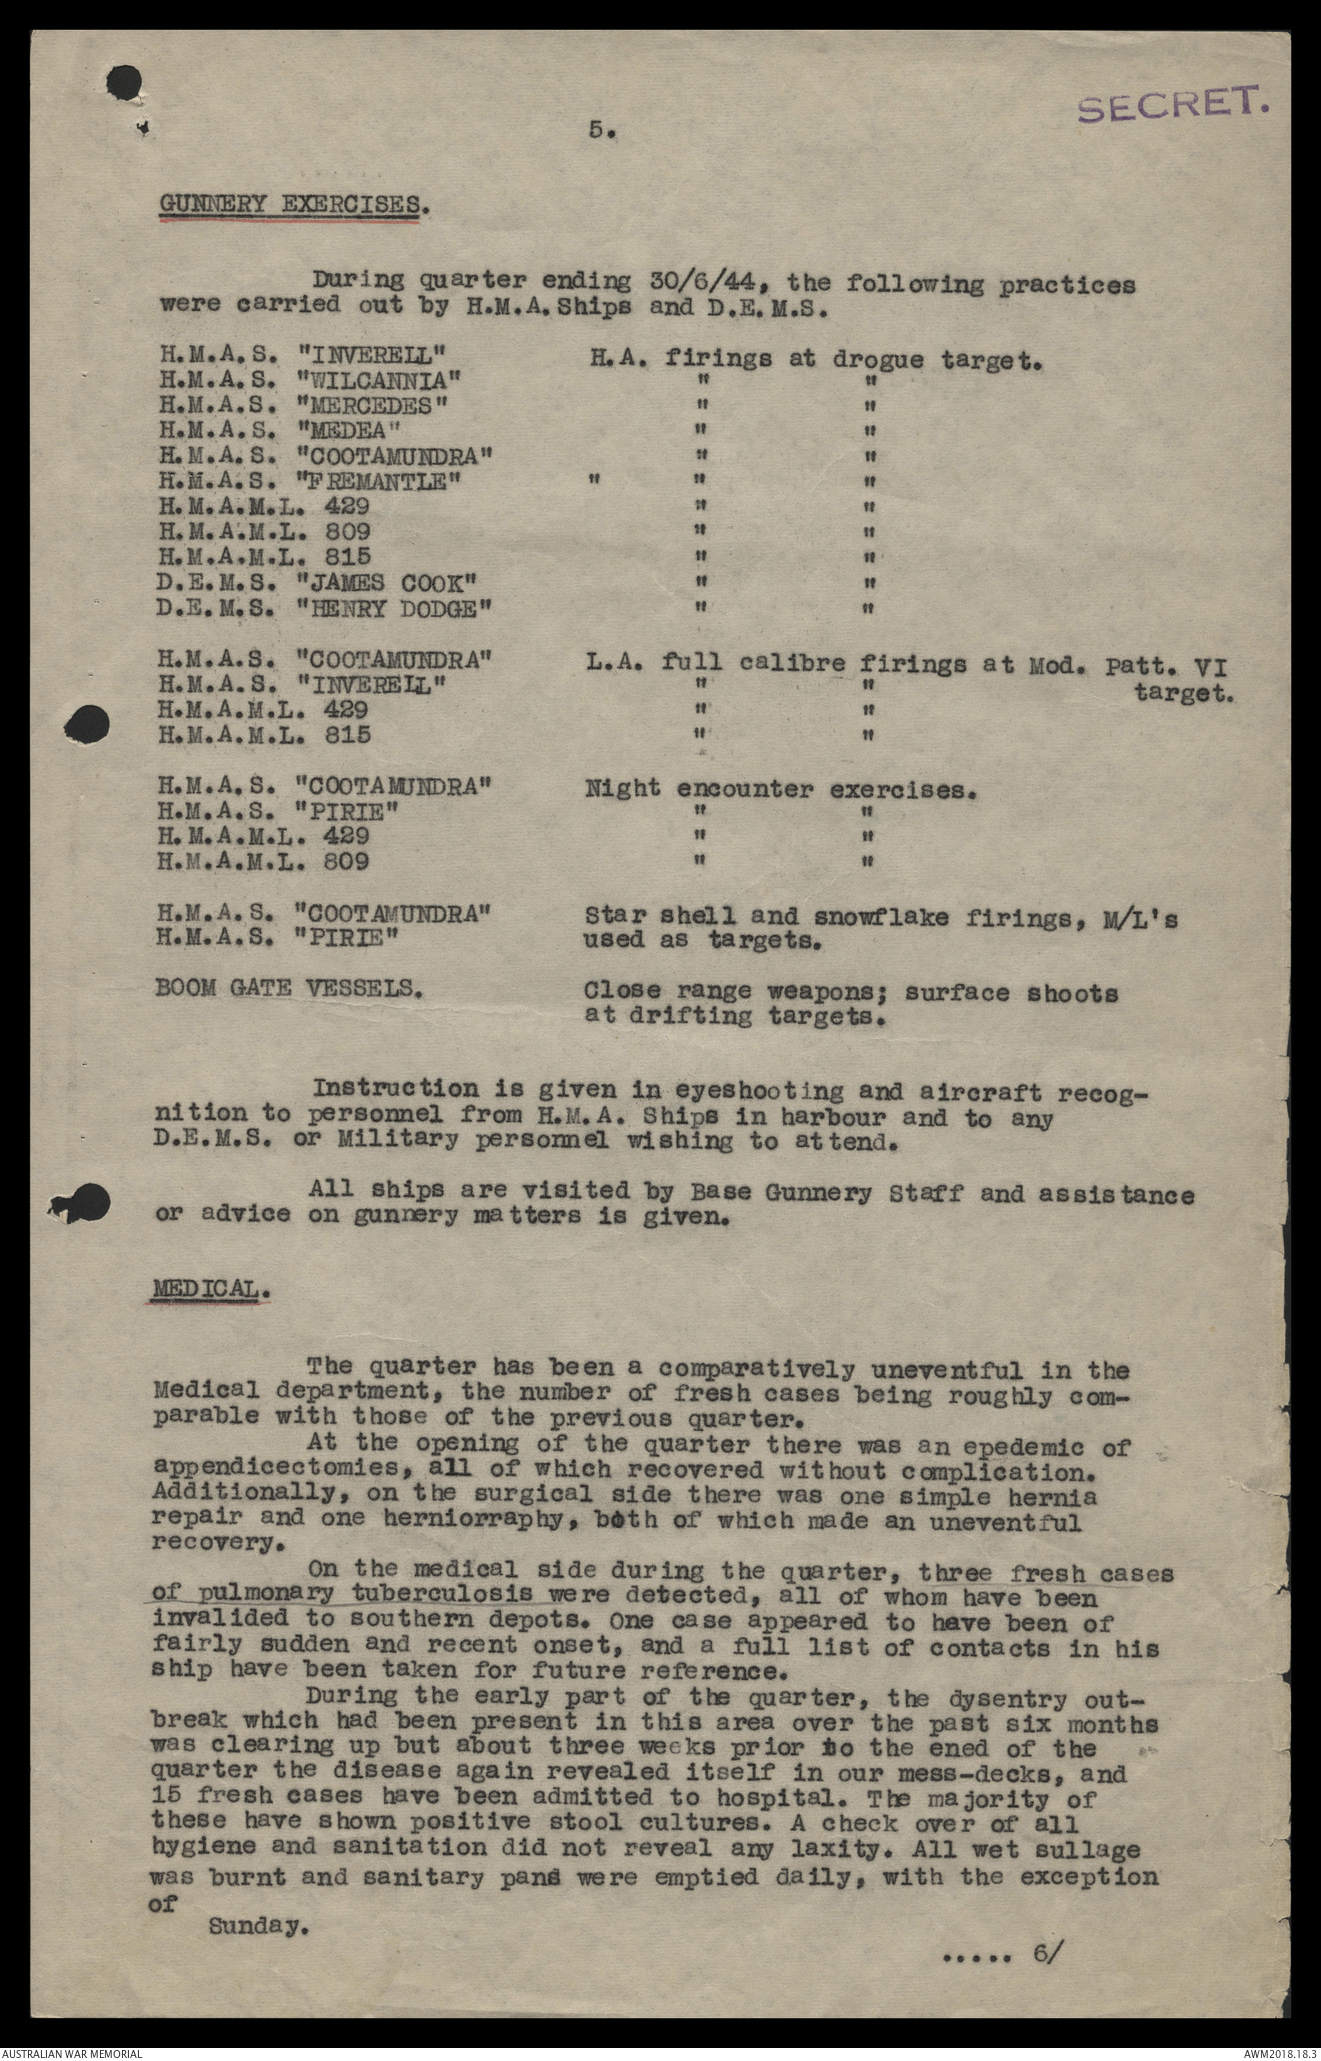 SECRET.
5.
GUNNERY EXERCISES.
During quarter ending 30/6/44, the following practices
were carried out by H.M.A.Ships and D.E.M.S.
H.M.A.S. "INVERELL" H.A. firings at drogue target.
H.M.A.S. "WILCANNIA" " "
H.M.A.S. "MERCEDES" " "
H.M.A.S. "MEDEA" " "
H.M.A.S. "COOTAMUNDRA" " "
H.M.A.S. "FREMANTLE" " " "
H.M.A.M.L. 429 " "
H.M.A.M.L. 809 " "
H.M.A.M.L. 815 " "
D.E.M.S. "JAMES COOK" " "
D.E.M.S. "HENRY DODGE" " "
H.M.A.S. "COOTAMUNDRA" L.A. full calibre firings at Mod. Patt. VI
H.M.A.S. "INVERELL" " " target.
H.M.A.M.L. 429 " "
H.M.A.M.L. 815 " "
H.M.A.S. "COOTAMUNDRA" Night encounter exercises.
H.M.A.S. "PIRIE" " "
H.M.A.M.L. 429 " "
H.M.A.M.L. 809 " "
H.M.A.S. "COOTAMUNDRA" Star shell and snowflake firings, M/L's
H.M.A.S. "PIRIE" used as targets.
BOOM GATE VESSELS. Close range weapons; surface shoots
at drifting targets.
Instruction is given in eyeshooting and aircraft recog-
nition to personnel from H.M.A. Ships in harbour and to any
D.E.M.S. or Military personnel wishing to attend.
All ships are visited by Base Gunnery Staff and assistance
or advice on gunnery matters is given.
MEDICAL.
The quarter has been a comparatively uneventful in the
Medical department, the number of fresh cases being roughly com-
parable with those of the previous quarter.
At the opening of the quarter there was an epedemic of
appendicectomies, all of which recovered without complication.
Additionally, on the surgical side there was one simple hernia
repair and one herniorraphy, both of which made an uneventful
recovery.
On the medical side during the quarter, three fresh cases
of pulmonary tuberculosis were detected, all of whom have been
invalided to southern depots. One case appeared to have been of
fairly sudden and recent onset, and a full list of contacts in his
ship have been taken for future reference.
During the early part of the quarter, the dysentry out-
break which had been present in this area over the past six months
was clearing up but about three weeks prior to the ened of the
quarter the disease again revealed itself in our mess-decks, and
15 fresh cases have been admitted to hospital. The majority of
these have shown positive stool cultures. A check over of all
hygiene and sanitation did not reveal any laxity. All wet sullage
was burnt and sanitary pans were emptied daily, with the exception
of
Sunday.
..... 6/
AUSTRALIAN WAR MEMORIAL AWM2018.18.3